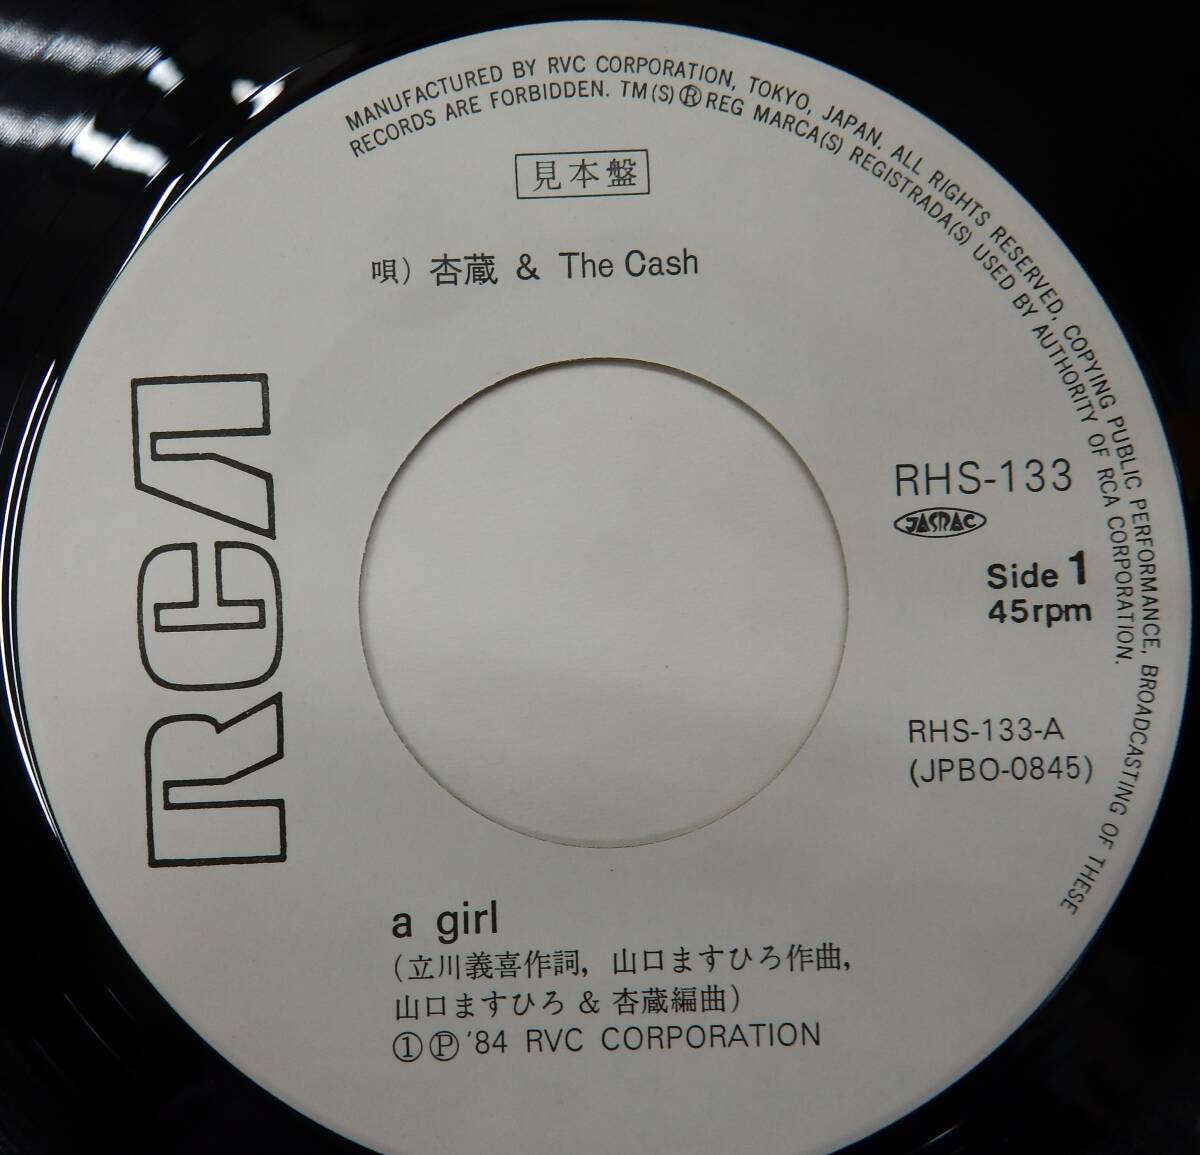 MANUFACTURED BY RVC CORPORATION, TOKYO, JAPAN. ALL RIGHTS RESERVED, COPYING PUBLIC PERFORMANCE, BROADCASTING OF THESE
RECORDS ARE FORBIDDEN. TM(S)®REG MARCA(S) REGISTRADA(S) USED BY AUTHORITY OF RCA CORPORATION.
見本盤
唄) 杏蔵 & The Cash
RCA
RHS-133
JASRAC
Side 1
45rpm
RHS-133-A
(JPBO-0845)
a girl
(立川義喜作詞, 山口ますひろ作曲,
山口ますひろ & 杏蔵編曲)
①Ⓟ '84 RVC CORPORATION